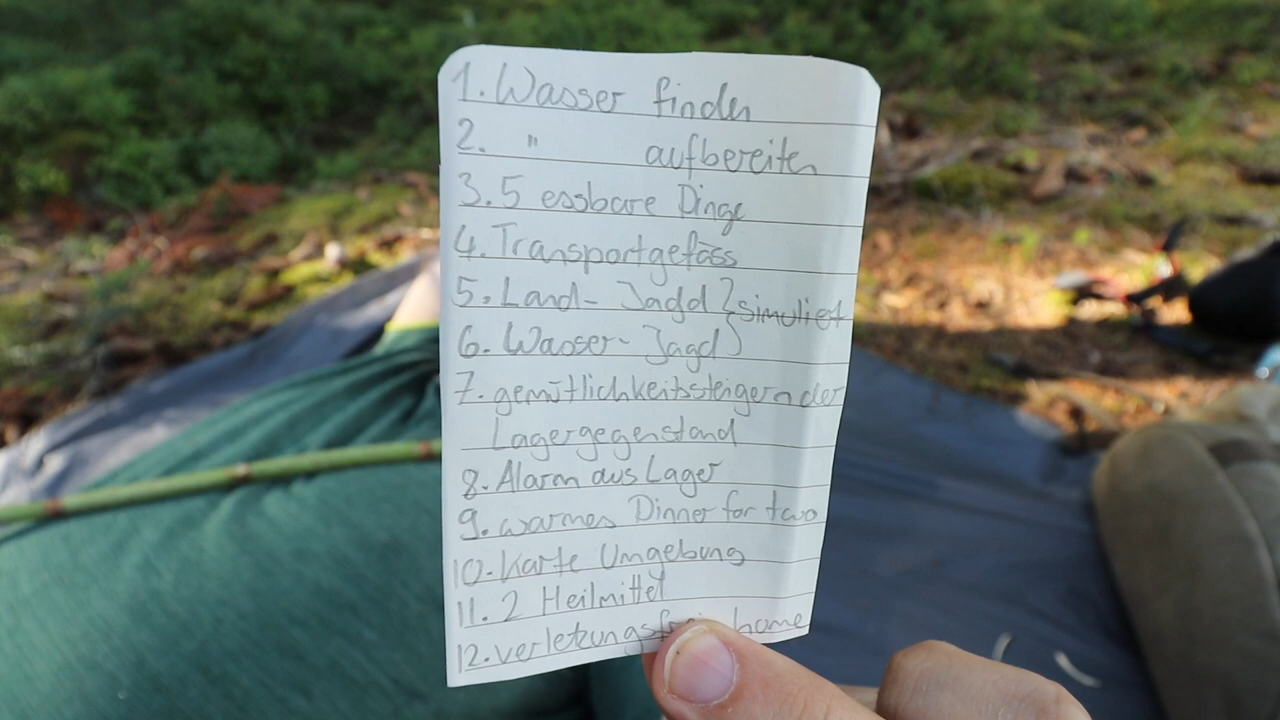 1. Wasser finden
2. " aufbereiten
3. 5 essbare Dinge
4. Transportgefäss
5. Land- Jagd } simuliert
6. Wasser- Jagd
7. gemütlichkeitssteigernder
Lagergegenstand
8. Alarm aus Lager
9. warmes Dinner for two
10. Karte Umgebung
11. 2 Heilmittel
12. home